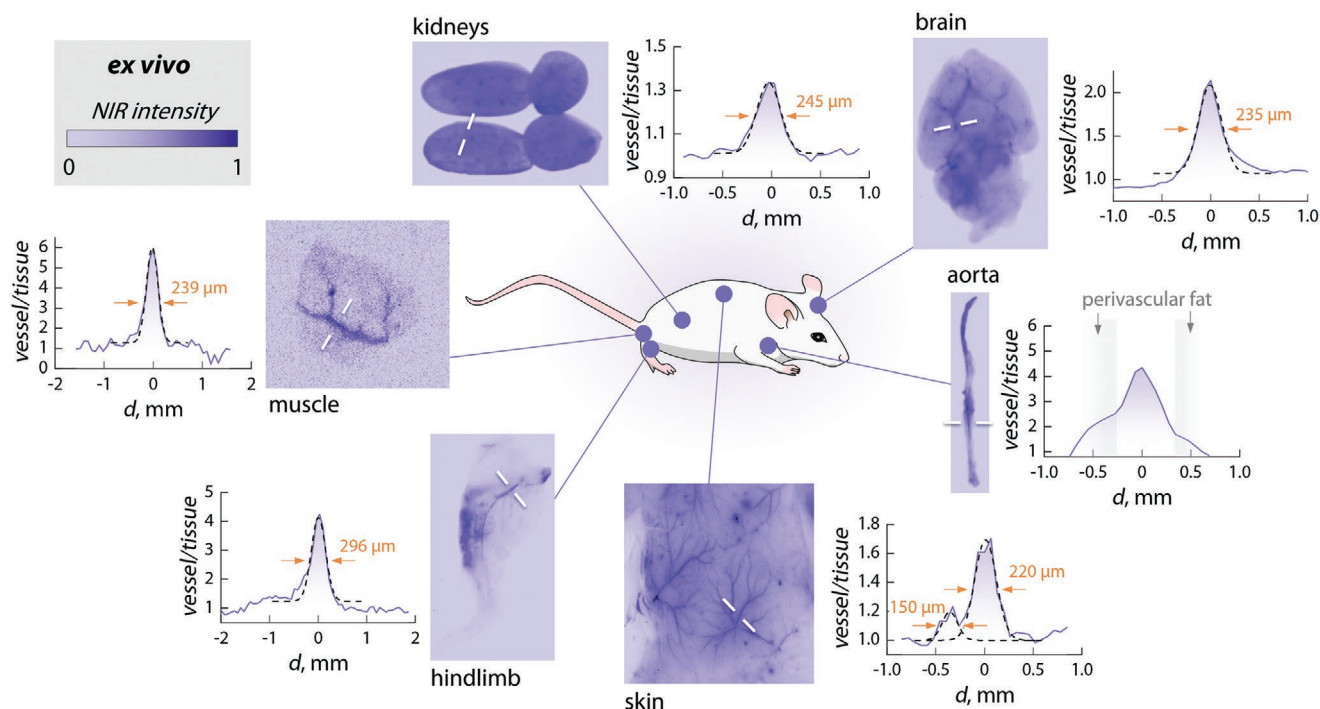 ex vivo
NIR intensity
0 1
kidneys
vessel/tissue
1.5
1.3
1.1
0.9
245 µm
-1.0 -0.5 0 0.5 1.0
d, mm
brain
vessel/tissue
2.0
1.5
1.0
235 µm
-1.0 -0.5 0 0.5 1.0
d, mm
muscle
vessel/tissue
6
5
4
3
2
1
0
239 µm
-2 -1 0 1 2
d, mm
aorta
perivascular fat
vessel/tissue
6
5
4
3
2
1
-1.0 -0.5 0 0.5 1.0
d, mm
hindlimb
vessel/tissue
5
4
3
2
1
296 µm
-2 -1 0 1 2
d, mm
skin
vessel/tissue
1.8
1.6
1.4
1.2
1.0
220 µm
150 µm
-1.0 -0.5 0 0.5 1.0
d, mm